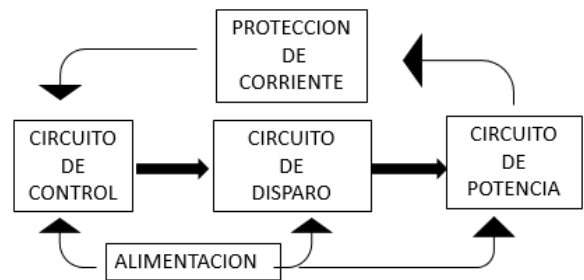 PROTECCION
DE
CORRIENTE
CIRCUITO
DE
CONTROL
CIRCUITO
DE
DISPARO
CIRCUITO
DE
POTENCIA
ALIMENTACION